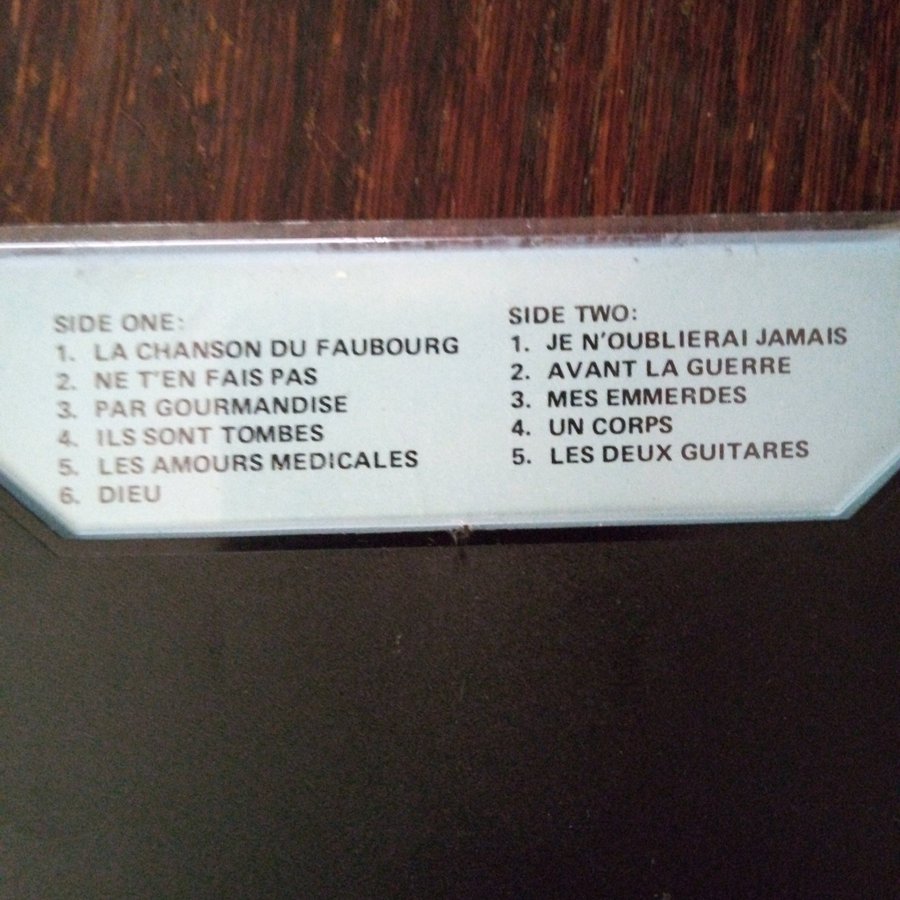 SIDE ONE:
1. LA CHANSON DU FAUBOURG
2. NE T'EN FAIS PAS
3. PAR GOURMANDISE
4. ILS SONT TOMBES
5. LES AMOURS MEDICALES
6. DIEU
SIDE TWO:
1. JE N'OUBLIERAI JAMAIS
2. AVANT LA GUERRE
3. MES EMMERDES
4. UN CORPS
5. LES DEUX GUITARES